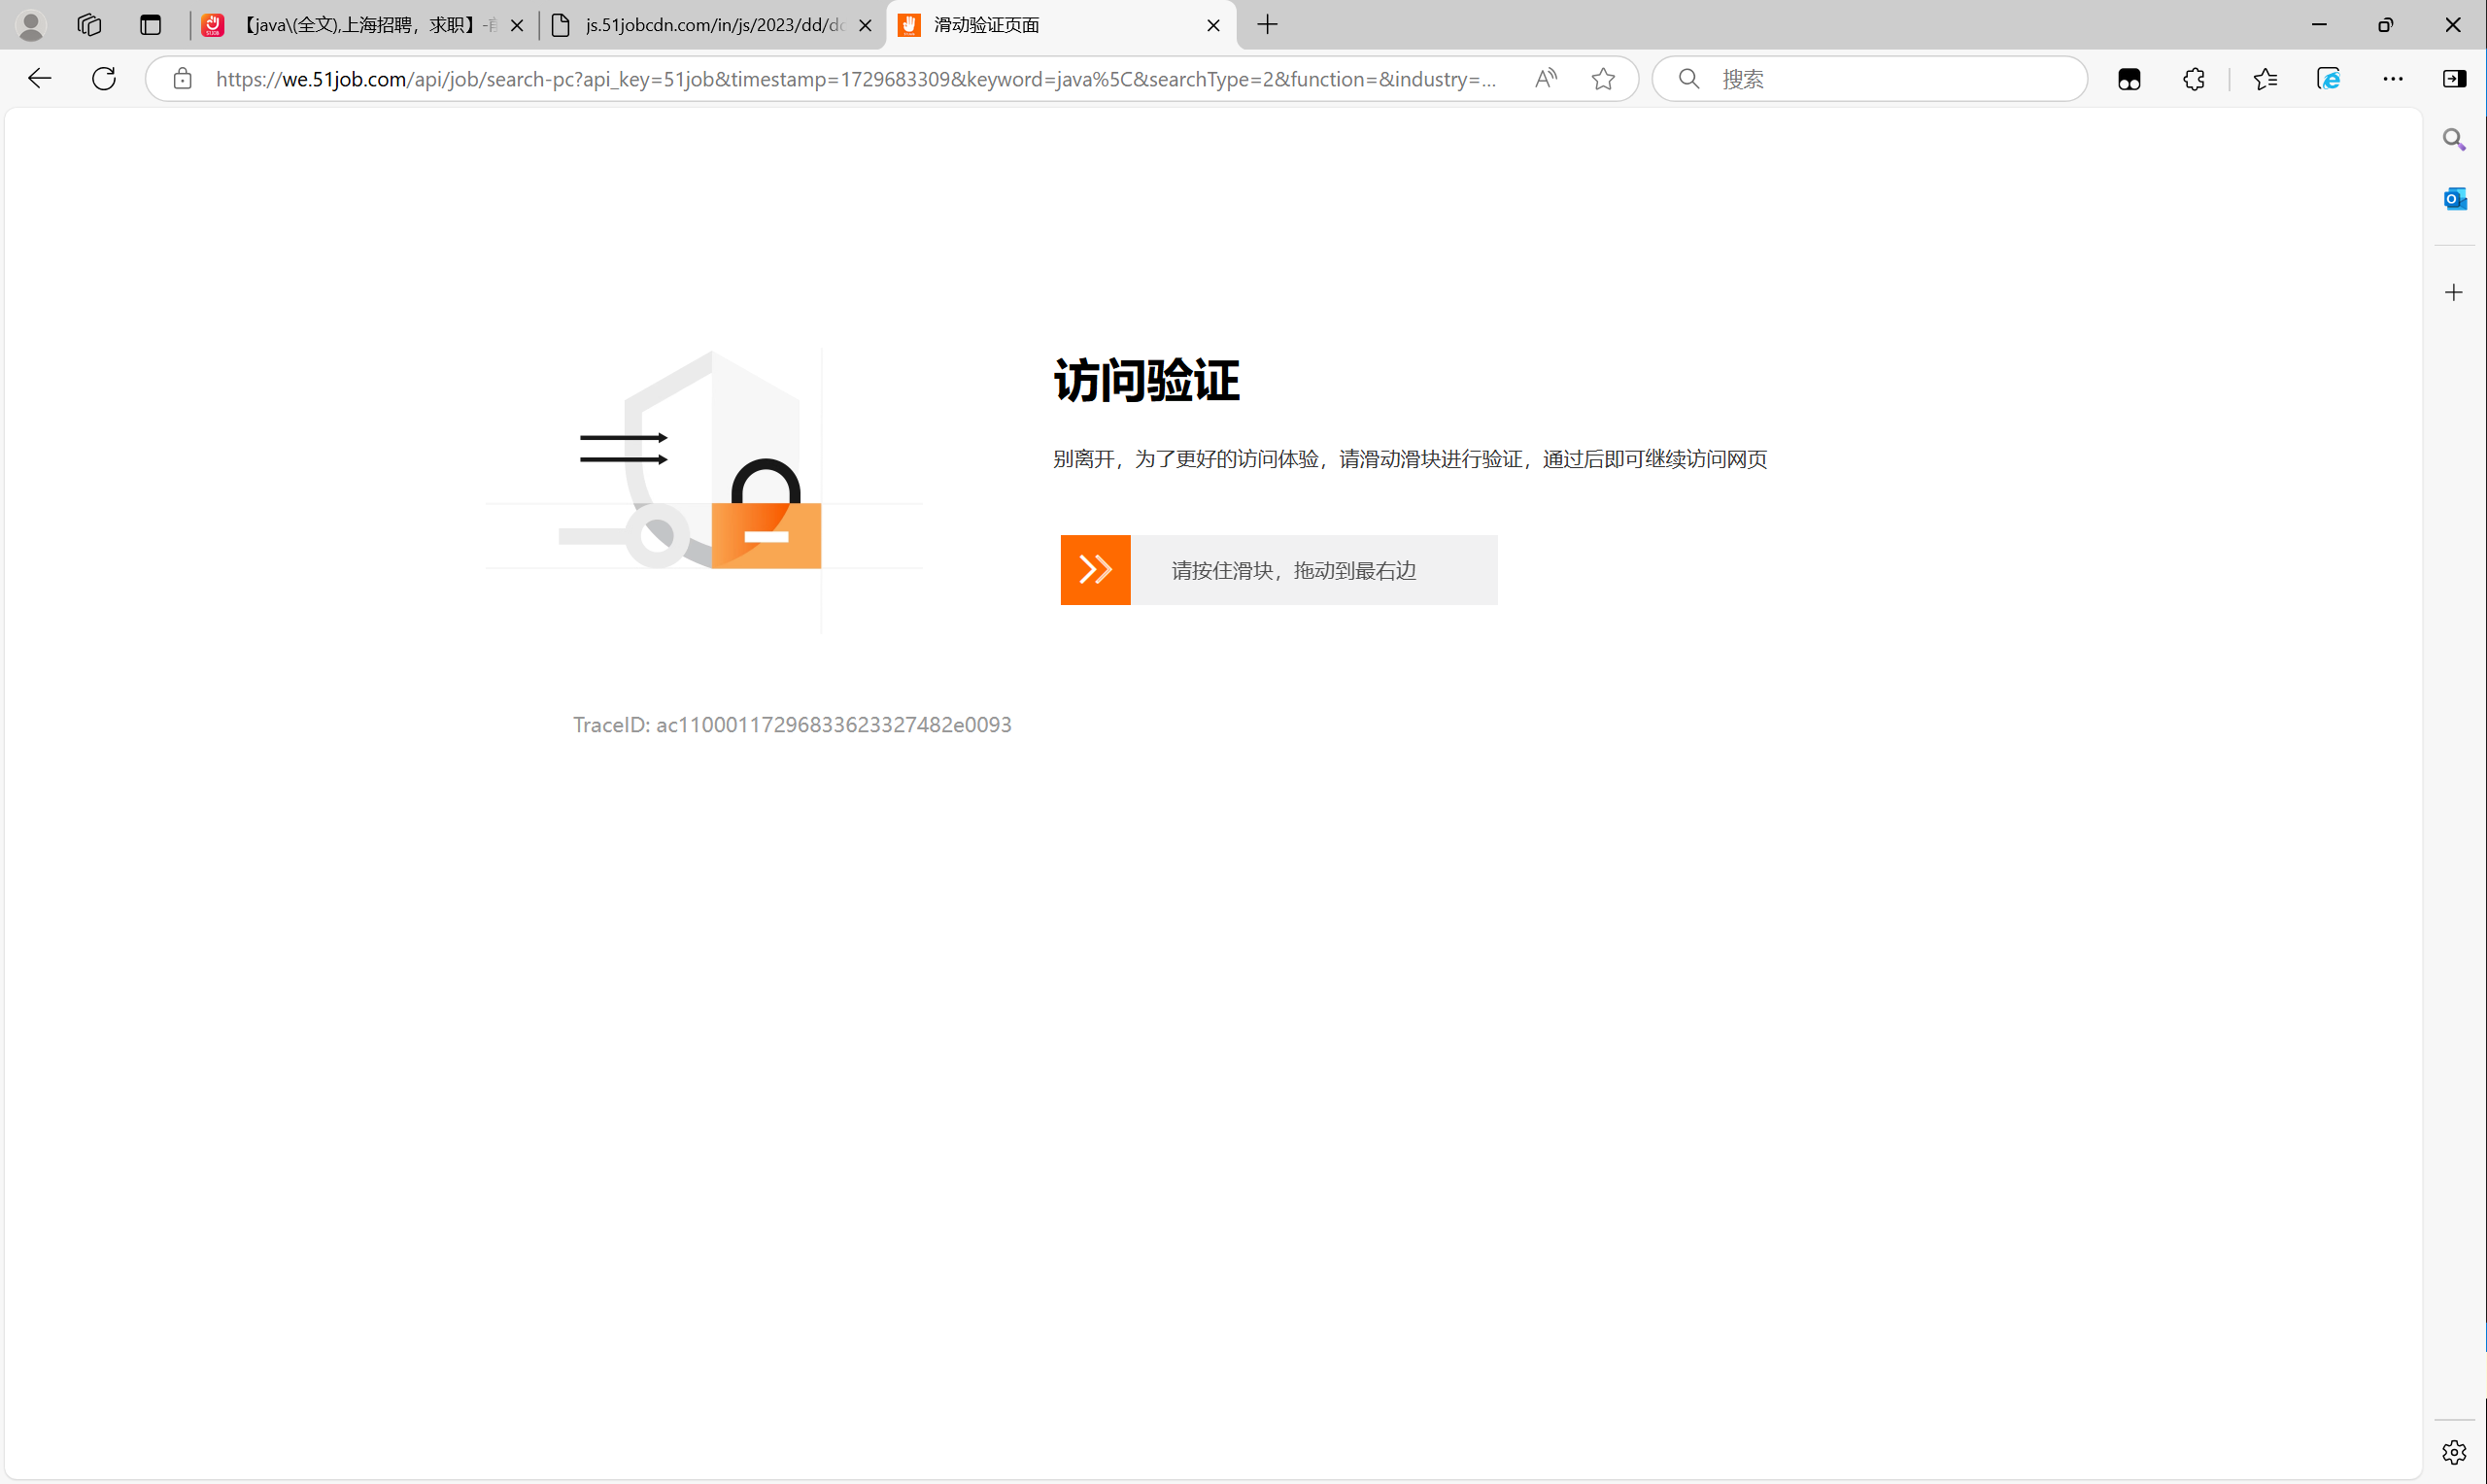 【java\(全文),上海招聘，求职】-
js.51jobcdn.com/in/js/2023/dd/
滑动验证页面
https://we.51job.com/api/job/search-pc?api_key=51job&timestamp=1729683309&keyword=java%5C&searchType=2&function=&industry=...
搜索
访问验证
别离开，为了更好的访问体验，请滑动滑块进行验证，通过后即可继续访问网页
请按住滑块，拖动到最右边
TraceID: ac11000117296833623327482e0093